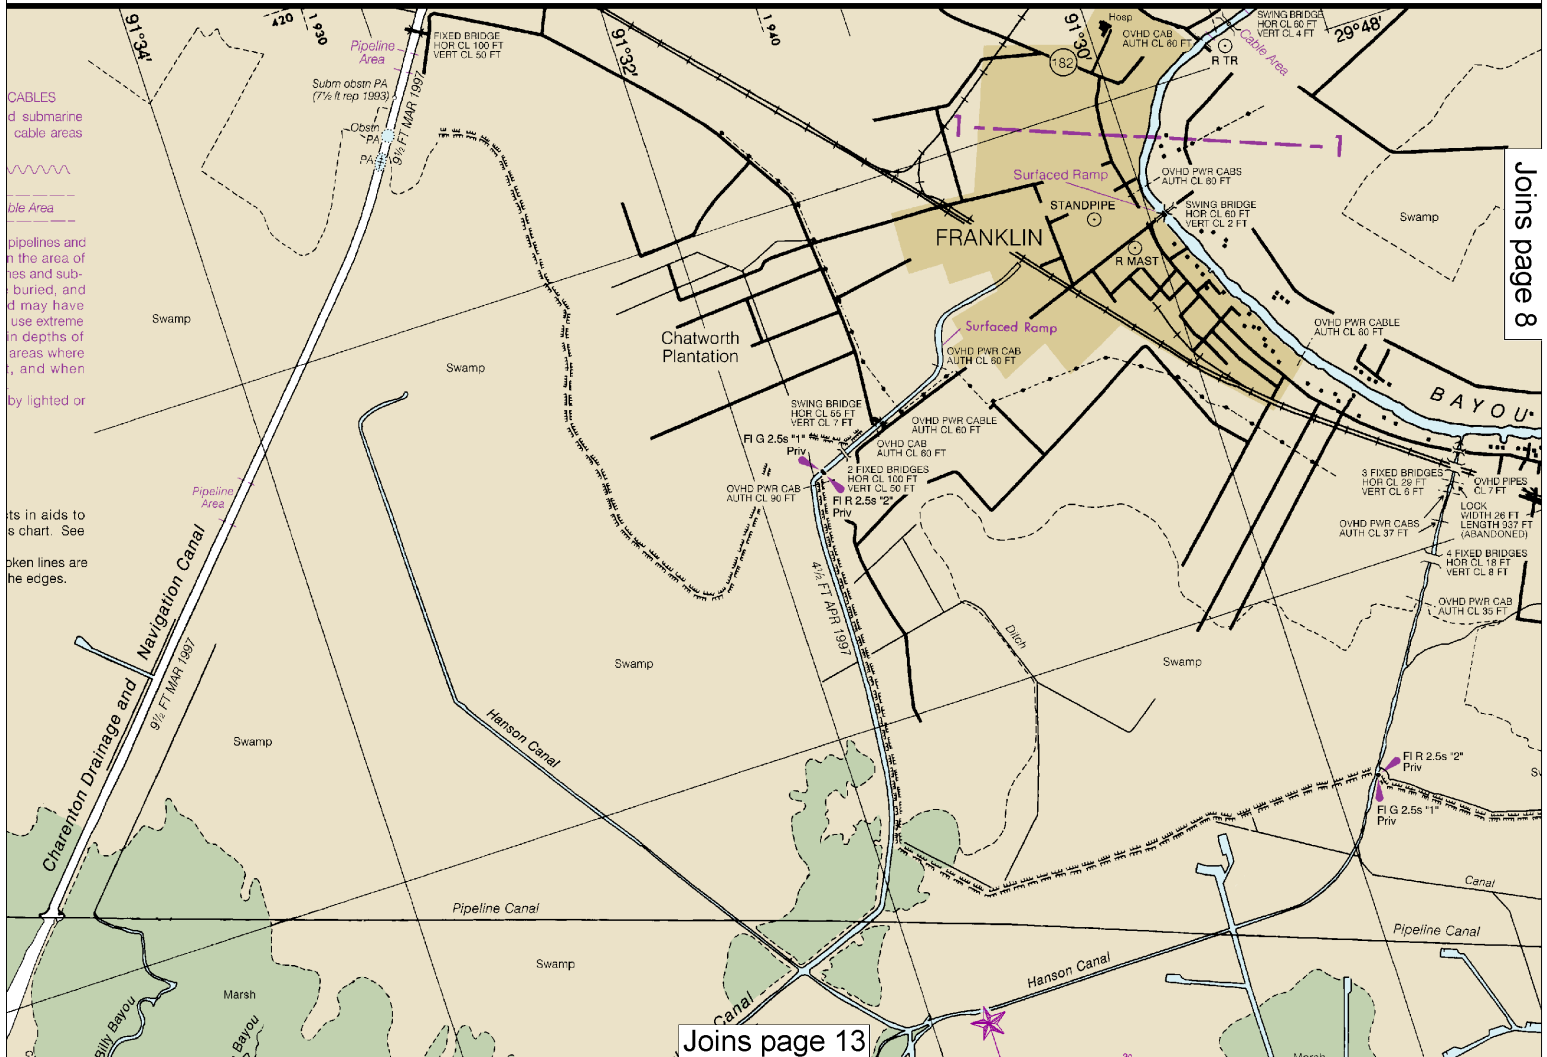 91°34'
420
1 930
91°32'
1 940
91°30'
29°48'
FIXED BRIDGE
HOR CL 100 FT
VERT CL 50 FT
Pipeline
Area
Subm obstn PA
(7½ ft rep 1993)
Obstn
PA
PA
9½ FT MAR 1997
Hosp
OVHD CAB
AUTH CL 60 FT
182
SWING BRIDGE
HOR CL 60 FT
VERT CL 4 FT
R TR
Cable Area
CABLES
d submarine
cable areas
ble Area
pipelines and
n the area of
nes and sub-
buried, and
d may have
use extreme
in depths of
areas where
t, and when
by lighted or
cts in aids to
s chart. See
oken lines are
he edges.
Surfaced Ramp
OVHD PWR CABS
AUTH CL 60 FT
STANDPIPE
SWING BRIDGE
HOR CL 60 FT
VERT CL 2 FT
FRANKLIN
R MAST
Swamp
Joins page 8
Swamp
Chatworth
Plantation
Surfaced Ramp
OVHD PWR CAB
AUTH CL 60 FT
OVHD PWR CABLE
AUTH CL 60 FT
Swamp
BAYOU
SWING BRIDGE
HOR CL 55 FT
VERT CL 7 FT
OVHD PWR CABLE
AUTH CL 60 FT
Fl G 2.5s "1"
Priv
OVHD CAB
AUTH CL 60 FT
2 FIXED BRIDGES
HOR CL 100 FT
VERT CL 50 FT
OVHD PWR CAB
AUTH CL 90 FT
Fl R 2.5s "2"
Priv
3 FIXED BRIDGES
HOR CL 29 FT
VERT CL 6 FT
OVHD PIPES
CL 7 FT
LOCK
WIDTH 26 FT
LENGTH 937 FT
(ABANDONED)
OVHD PWR CABS
AUTH CL 37 FT
4 FIXED BRIDGES
HOR CL 18 FT
VERT CL 8 FT
OVHD PWR CAB
AUTH CL 35 FT
Pipeline
Area
Charenton Drainage and Navigation Canal
9½ FT MAR 1997
4½ FT APR 1997
Ditch
Swamp
Swamp
Swamp
Hanson Canal
Fl R 2.5s "2"
Priv
Fl G 2.5s "1"
Priv
Canal
Pipeline Canal
Pipeline Canal
Swamp
Hanson Canal
Marsh
Billy Bayou
Bayou
Canal
Joins page 13